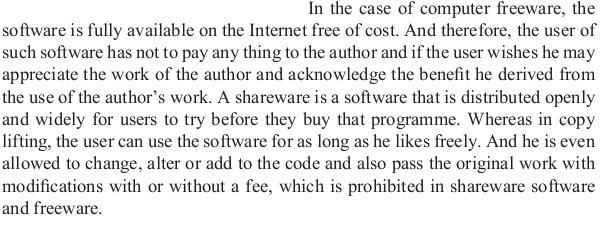 In the case of computer freeware, the
software is fully available on the Internet free of cost. And therefore, the user of
such software has not to pay any thing to the author and if the user wishes he may
appreciate the work of the author and acknowledge the benefit he derived from
the use of the author's work. A shareware is a software that is distributed openly
and widely for users to try before they buy that programme. Whereas in copy
lifting, the user can use the software for as long as he likes freely. And he is even
allowed to change, alter or add to the code and also pass the original work with
modifications with or without a fee, which is prohibited in shareware software
and freeware.